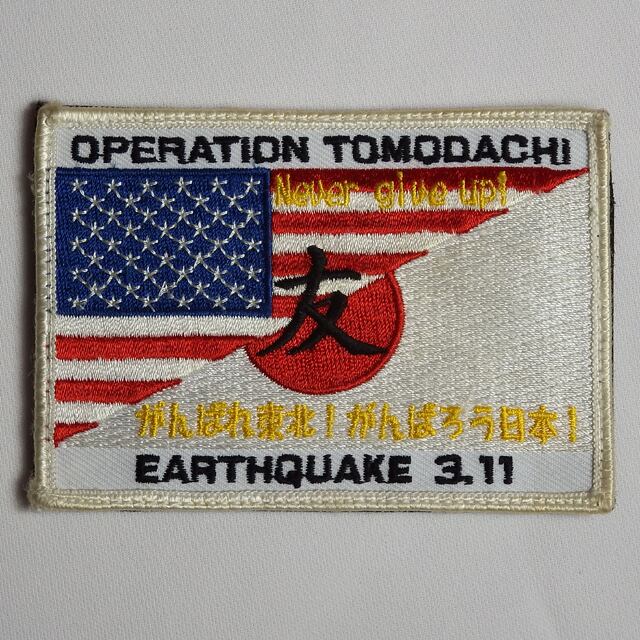 OPERATION TOMODACHI
Never give up!
友
がんばれ東北!がんばろう日本!
EARTHQUAKE 3.11